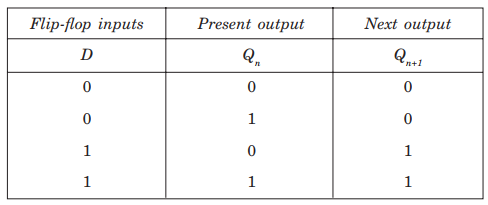 Flip-flop inputs Present output Next output
D Qn Qn+1
0 0 0
0 1 0
1 0 1
1 1 1